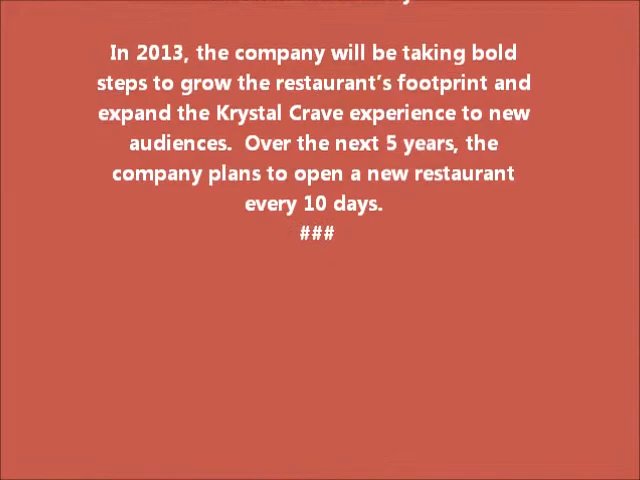 In 2013, the company will be taking bold
steps to grow the restaurant’s footprint and
expand the Krystal Crave experience to new
audiences.  Over the next 5 years, the
company plans to open a new restaurant
every 10 days.
###